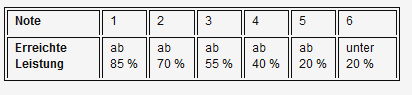 Note 1 2 3 4 5 6
Erreichte ab ab ab ab ab unter
Leistung 85 % 70 % 55 % 40 % 20 % 20 %